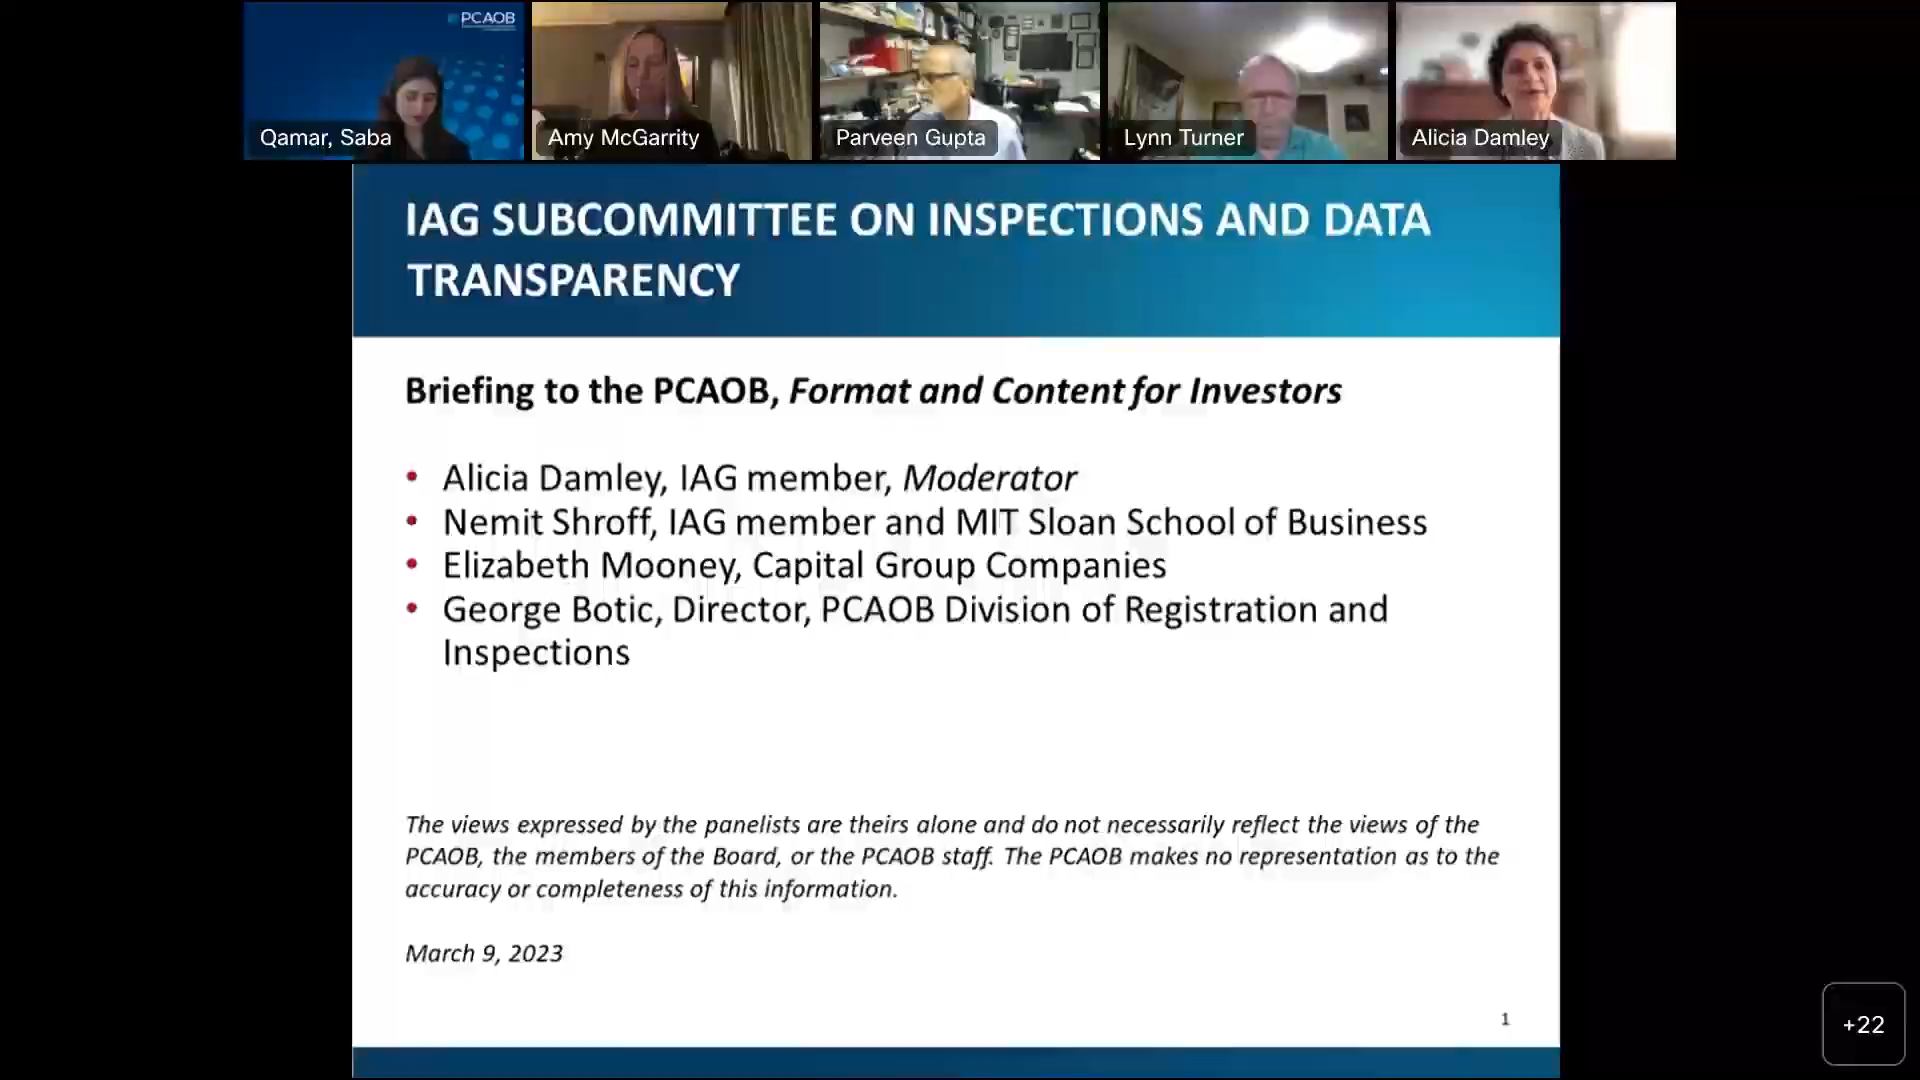 PCAOB
Qamar, Saba
Amy McGarrity
Parveen Gupta
Lynn Turner
Alicia Damley
IAG SUBCOMMITTEE ON INSPECTIONS AND DATA
TRANSPARENCY
Briefing to the PCAOB, Format and Content for Investors
• Alicia Damley, IAG member, Moderator
• Nemit Shroff, IAG member and MIT Sloan School of Business
• Elizabeth Mooney, Capital Group Companies
• George Botic, Director, PCAOB Division of Registration and
Inspections
The views expressed by the panelists are theirs alone and do not necessarily reflect the views of the
PCAOB, the members of the Board, or the PCAOB staff. The PCAOB makes no representation as to the
accuracy or completeness of this information.
March 9, 2023
1
+22